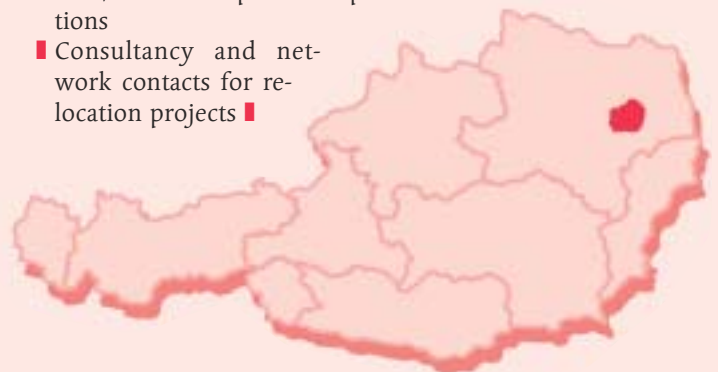 tions
▮ Consultancy and net-
work contacts for re-
location projects ▮